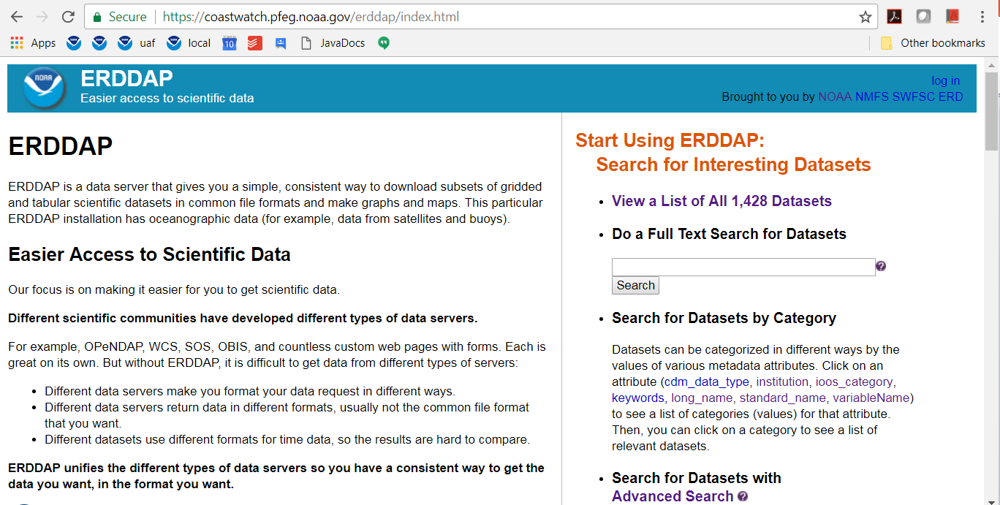 Secure
https://coastwatch.pfeg.noaa.gov/erddap/index.html
Apps
uaf
local
10
JavaDocs
Other bookmarks
NOAA
ERDDAP
Easier access to scientific data
log in
Brought to you by NOAA NMFS SWFSC ERD
ERDDAP
ERDDAP is a data server that gives you a simple, consistent way to download subsets of gridded
and tabular scientific datasets in common file formats and make graphs and maps. This particular
ERDDAP installation has oceanographic data (for example, data from satellites and buoys).
Easier Access to Scientific Data
Our focus is on making it easier for you to get scientific data.
Different scientific communities have developed different types of data servers.
For example, OPeNDAP, WCS, SOS, OBIS, and countless custom web pages with forms. Each is
great on its own. But without ERDDAP, it is difficult to get data from different types of servers:
• Different data servers make you format your data request in different ways.
• Different data servers return data in different formats, usually not the common file format
that you want.
• Different datasets use different formats for time data, so the results are hard to compare.
ERDDAP unifies the different types of data servers so you have a consistent way to get the
data you want, in the format you want.
Start Using ERDDAP:
Search for Interesting Datasets
• View a List of All 1,428 Datasets
• Do a Full Text Search for Datasets
?
Search
• Search for Datasets by Category
Datasets can be categorized in different ways by the
values of various metadata attributes. Click on an
attribute (cdm_data_type, institution, ioos_category,
keywords, long_name, standard_name, variableName)
to see a list of categories (values) for that attribute.
Then, you can click on a category to see a list of
relevant datasets.
• Search for Datasets with
Advanced Search ?